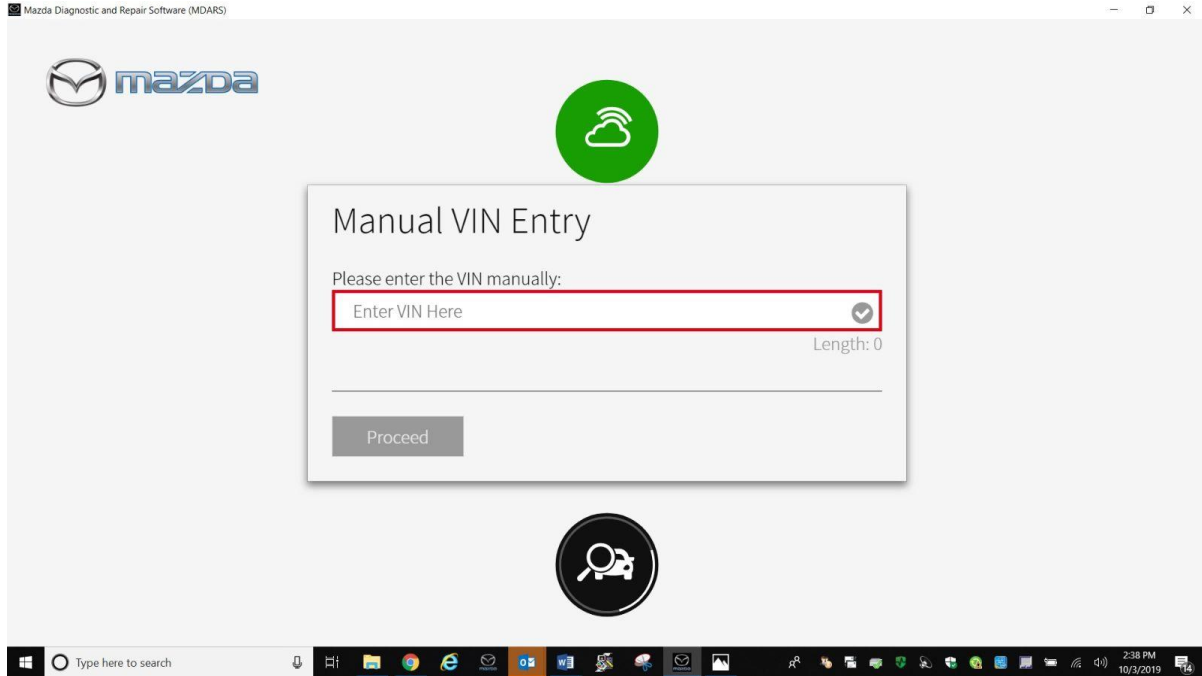 Mazda Diagnostic and Repair Software (MDARS)
mazda
Manual VIN Entry
Please enter the VIN manually:
Enter VIN Here
Length: 0
Proceed
Type here to search
2:38 PM
10/3/2019
14